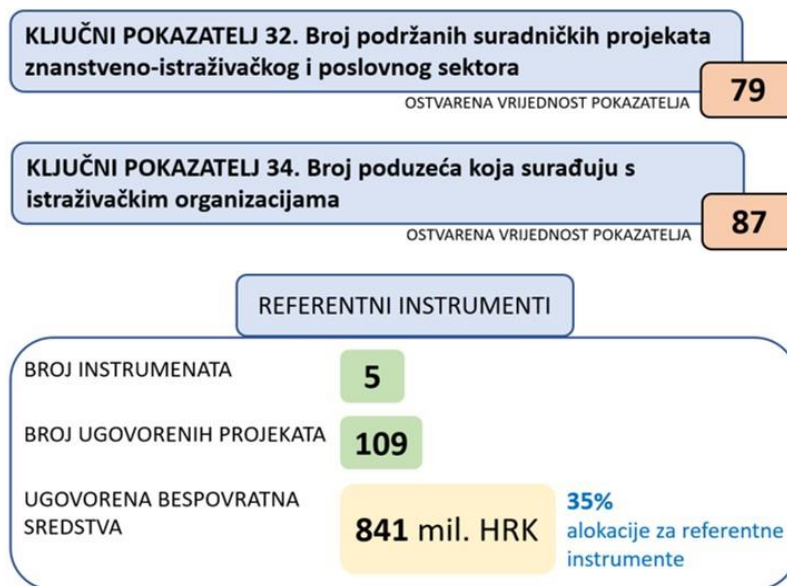 KLJUČNI POKAZATELJ 32. Broj podržanih suradničkih projekata
znanstveno-istraživačkog i poslovnog sektora
OSTVARENA VRIJEDNOST POKAZATELJA
79
KLJUČNI POKAZATELJ 34. Broj poduzeća koja surađuju s
istraživačkim organizacijama
OSTVARENA VRIJEDNOST POKAZATELJA
87
REFERENTNI INSTRUMENTI
BROJ INSTRUMENATA
5
BROJ UGOVORENIH PROJEKATA
109
UGOVORENA BESPOVRATNA
SREDSTVA
841 mil. HRK
35%
alokacije za referentne
instrumente